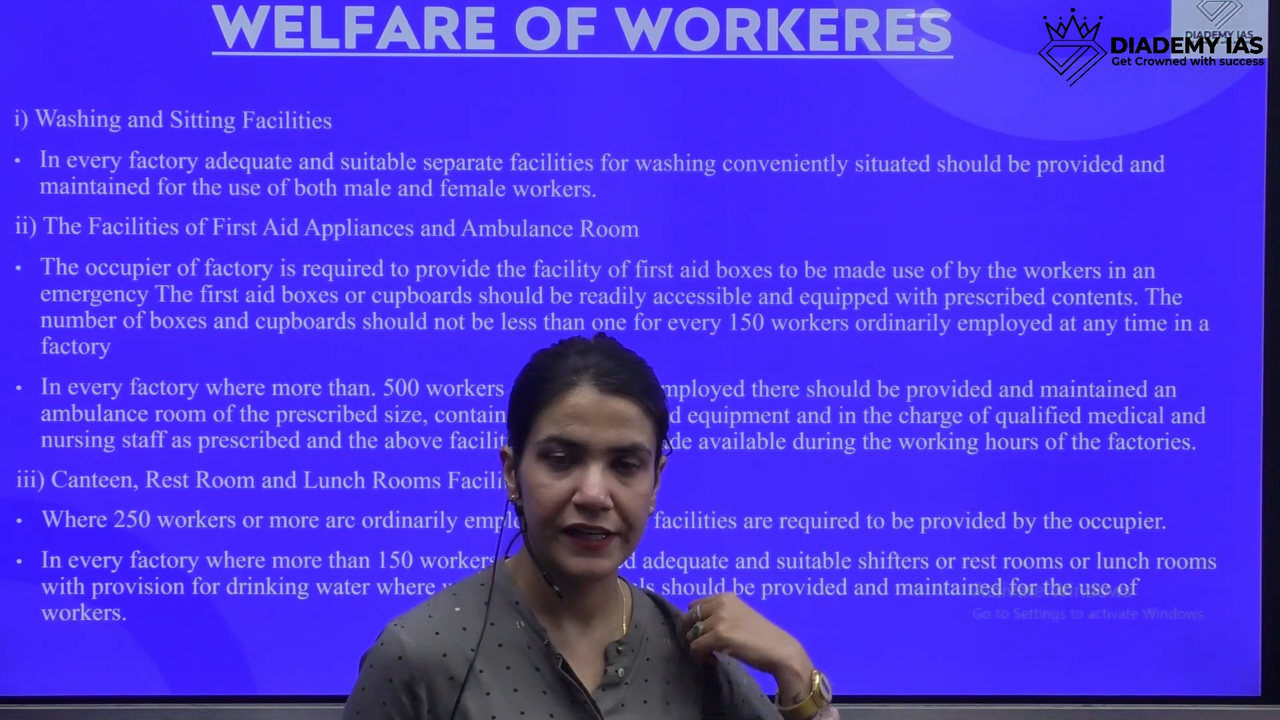 WELFARE OF WORKERES
DIADEMY IAS
DIADEMY IAS
Get Crowned with success
i) Washing and Sitting Facilities
• In every factory adequate and suitable separate facilities for washing conveniently situated should be provided and
maintained for the use of both male and female workers.
ii) The Facilities of First Aid Appliances and Ambulance Room
• The occupier of factory is required to provide the facility of first aid boxes to be made use of by the workers in an
emergency The first aid boxes or cupboards should be readily accessible and equipped with prescribed contents. The
number of boxes and cupboards should not be less than one for every 150 workers ordinarily employed at any time in a
factory
• In every factory where more than. 500 workers mployed there should be provided and maintained an
ambulance room of the prescribed size, contain d equipment and in the charge of qualified medical and
nursing staff as prescribed and the above facilit de available during the working hours of the factories.
iii) Canteen, Rest Room and Lunch Rooms Facili
• Where 250 workers or more arc ordinarily empl facilities are required to be provided by the occupier.
• In every factory where more than 150 workers d adequate and suitable shifters or rest rooms or lunch rooms
with provision for drinking water where s should be provided and maintained for the use of
workers.
Go to Settings to activate Windows.